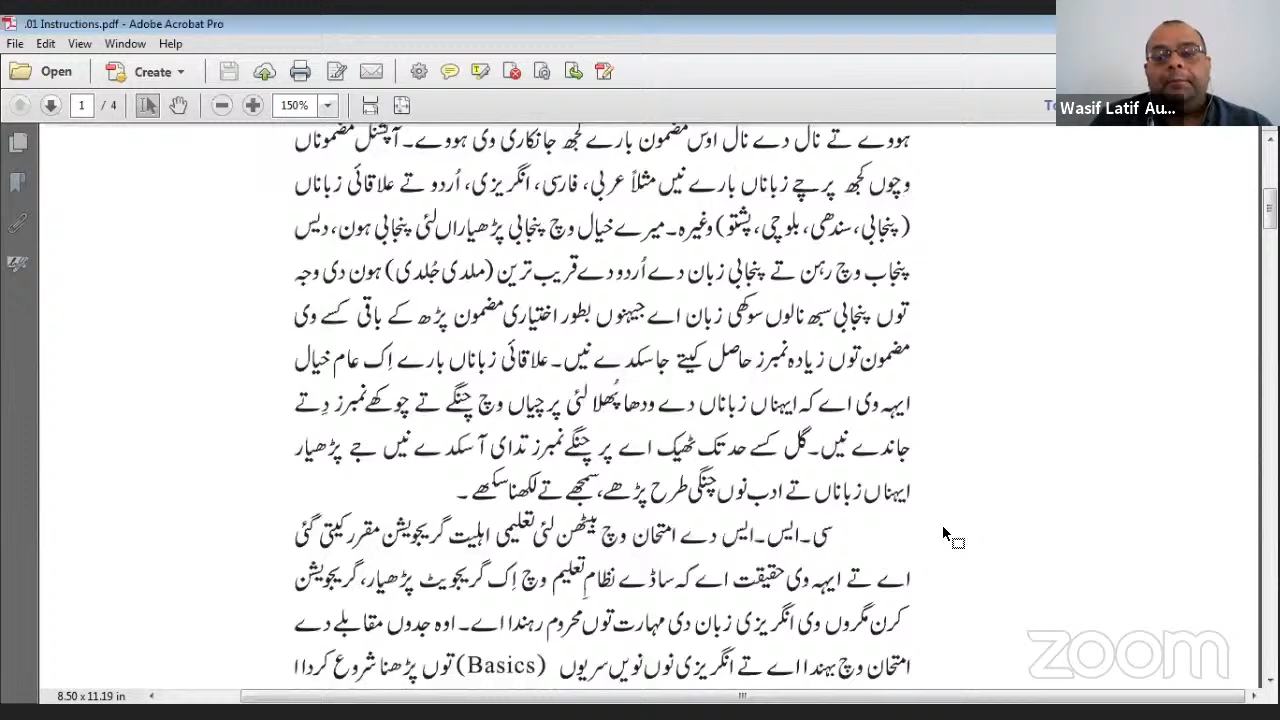 .01 Instructions.pdf - Adobe Acrobat Pro
File Edit View Window Help
Open Create
1 / 4 150%
Wasif Latif Au...
ہووے تے نال دے نال اوس مضمون بارے کجھ جانکاری وی ہووے۔ آپشنل مضموناں
وچوں کجھ پرچے زباناں بارے نیں مثلاً عربی، فارسی، انگریزی، اُردو تے علاقائی زباناں
(پنجابی، سندھی، بلوچی، پشتو) وغیرہ۔ میرے خیال وچ پنجابی پڑھیاراں لئی پنجابی ہون، دیس
پنجاب وچ رہن تے پنجابی زبان دے اُردو دے قریب ترین (ملدی جُلدی) ہون دی وجہ
توں پنجابی سبھ نالوں سوکھی زبان اے جیہنوں بطور اختیاری مضمون پڑھ کے باقی کسے وی
مضمون توں زیادہ نمبرز حاصل کیتے جاسکدے نیں۔ علاقائی زباناں بارے اِک عام خیال
ایہہ وی اے کہ ایہناں زباناں دے ودھا پُھلا لئی پرچیاں وچ چنگے تے چوکھے نمبرز دِتے
جاندے نیں۔ گل کسے حد تک ٹھیک اے پر چنگے نمبرز تدای آ سکدے نیں جے پڑھیار
ایہناں زباناں تے ادب نوں چنگی طرح پڑھے، سمجھے تے لکھنا سکھے ۔
سی۔ایس۔ایس دے امتحان وچ بیٹھن لئی تعلیمی اہلیت گریجویشن مقرر کیتی گئی
اے تے ایہہ وی حقیقت اے کہ ساڈے نظامِ تعلیم وچ اِک گریجویٹ پڑھیار، گریجویشن
کرن مگروں وی انگریزی زبان دی مہارت توں محروم رہندا اے۔ اوہ جدوں مقابلے دے
امتحان وچ بہندا اے تے انگریزی نوں نویں سریوں (Basics) توں پڑھنا شروع کردا ا
8.50 x 11.19 in
zoom